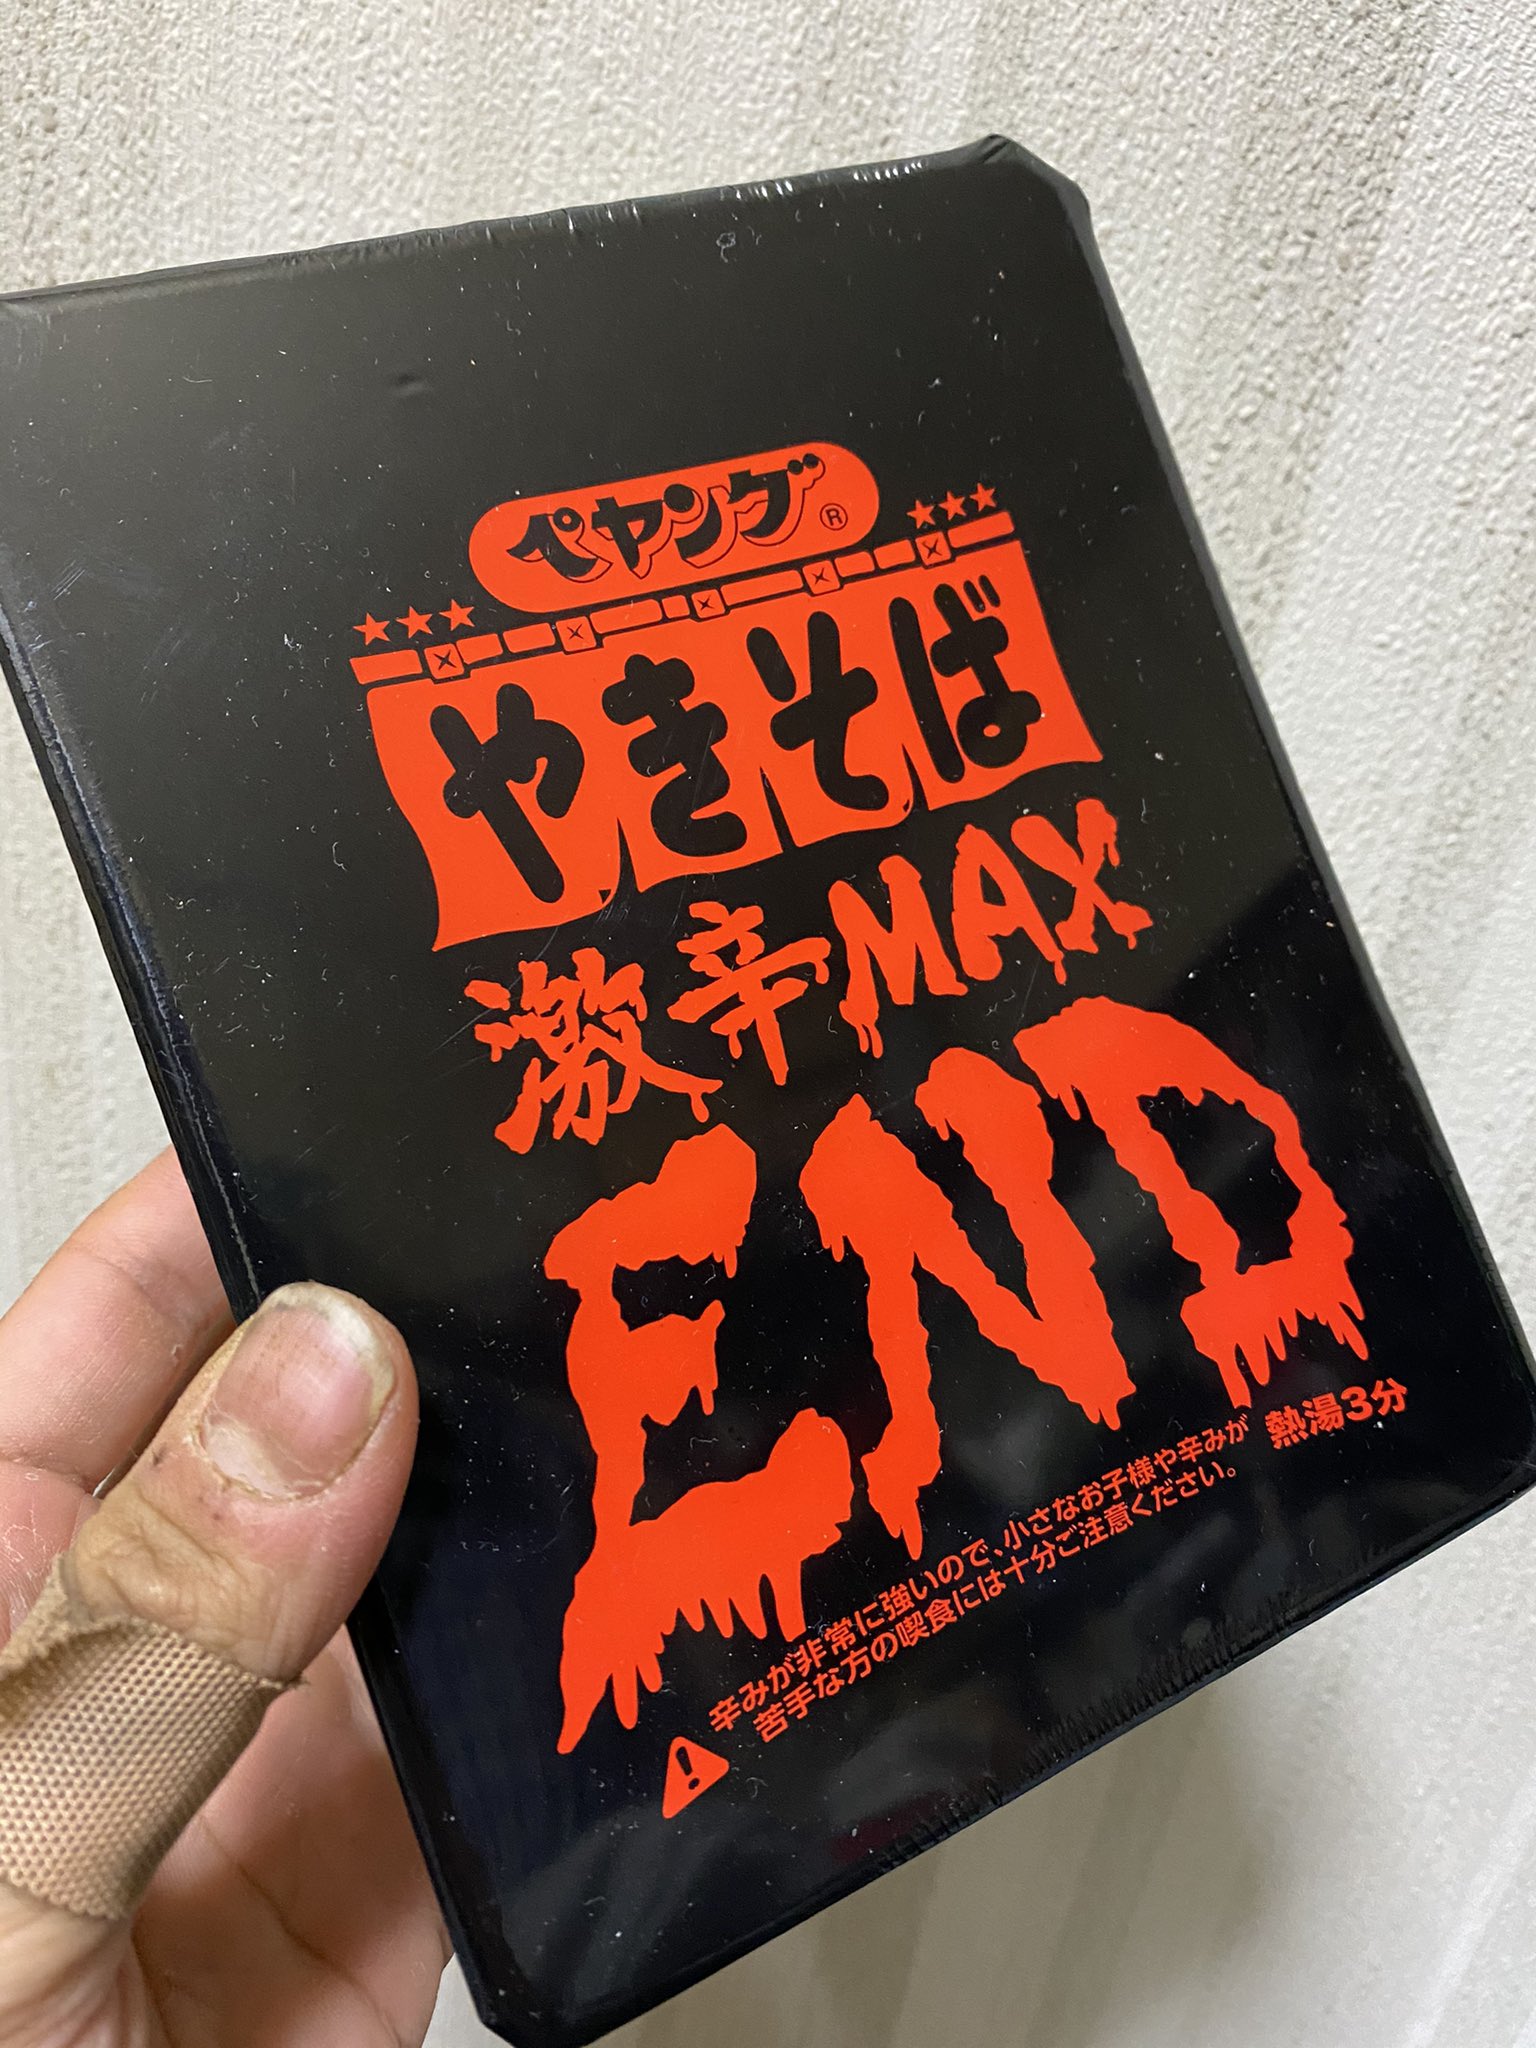 ペヤング®
★★★ ★★★
やきそば
激辛MAX
END
熱湯3分
辛みが非常に強いので、小さなお子様や辛みが
苦手な方の喫食には十分ご注意ください。